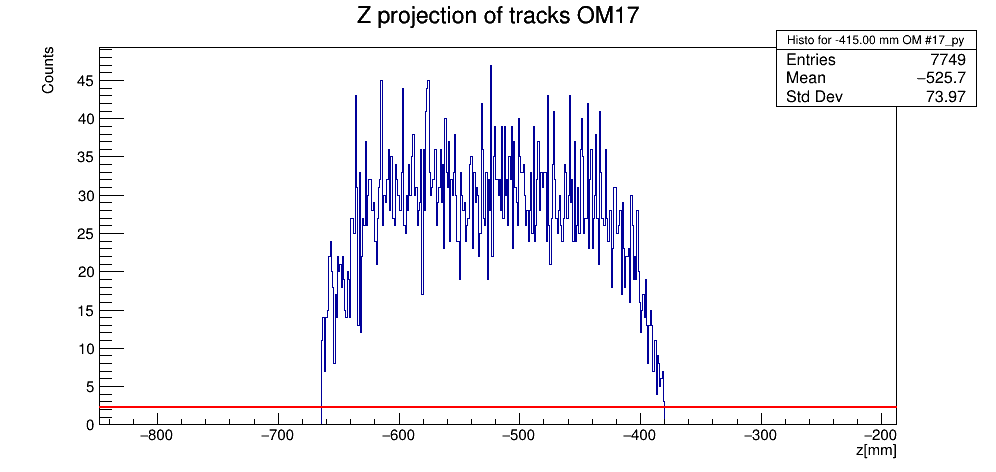 Z projection of tracks OM17
Histo for -415.00 mm OM #17_py
Entries 7749
Mean −525.7
Std Dev 73.97
Counts
45
40
35
30
25
20
15
10
5
0
−800 −700 −600 −500 −400 −300 −200
z[mm]